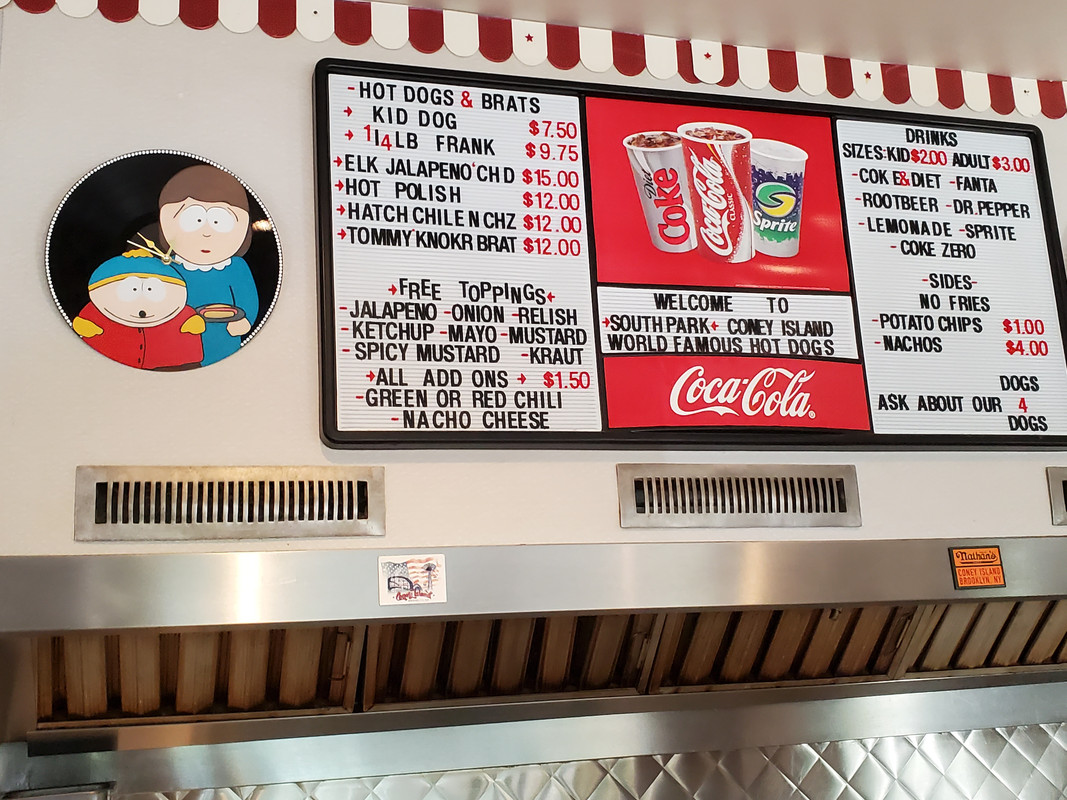 -HOT DOGS & BRATS
KID DOG $7.50
1/4LB FRANK $9.75
ELK JALAPENO'CH D $15.00
HOT POLISH $12.00
HATCH CHILE N CHZ $12.00
TOMMY'KNOKR BRAT $12.00
FREE TOPPINGS
-JALAPENO -ONION -RELISH
-KETCHUP -MAYO -MUSTARD
-SPICY MUSTARD -KRAUT
ALL ADD ONS $1.50
-GREEN OR RED CHILI
-NACHO CHEESE
Diet Coke
Coca-Cola
CLASSIC
Sprite
WELCOME TO
SOUTH PARK CONEY ISLAND
WORLD FAMOUS HOT DOGS
Coca-Cola®
DRINKS
SIZES:KID $2.00 ADULT $3.00
-COKE&DIET -FANTA
-ROOTBEER -DR.PEPPER
-LEMONADE -SPRITE
-COKE ZERO
-SIDES-
NO FRIES
-POTATO CHIPS $1.00
-NACHOS $4.00
DOGS
ASK ABOUT OUR 4
DOGS
Coney Island
Nathan's
CONEY ISLAND
BROOKLYN, NY